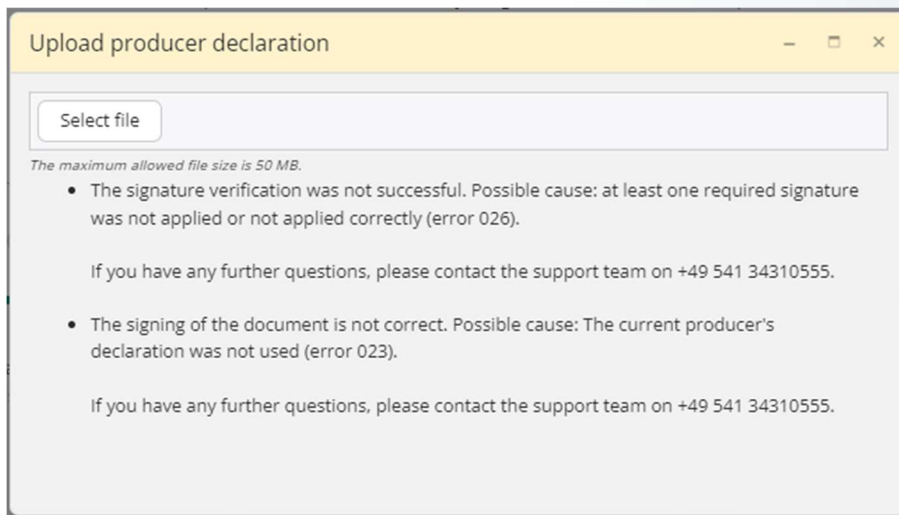 Upload producer declaration
Select file
The maximum allowed file size is 50 MB.
• The signature verification was not successful. Possible cause: at least one required signature
was not applied or not applied correctly (error 026).
If you have any further questions, please contact the support team on +49 541 34310555.
• The signing of the document is not correct. Possible cause: The current producer's
declaration was not used (error 023).
If you have any further questions, please contact the support team on +49 541 34310555.